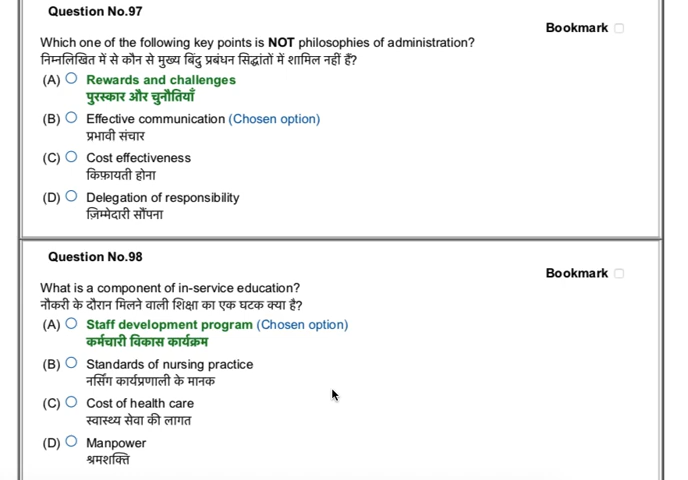 Question No.97
Bookmark
Which one of the following key points is NOT philosophies of administration?
निम्नलिखित में से कौन से मुख्य बिंदु प्रबंधन सिद्धांतों में शामिल नहीं हैं?
(A) Rewards and challenges
पुरस्कार और चुनौतियाँ
(B) Effective communication (Chosen option)
प्रभावी संचार
(C) Cost effectiveness
किफ़ायती होना
(D) Delegation of responsibility
ज़िम्मेदारी सौंपना
Question No.98
Bookmark
What is a component of in-service education?
नौकरी के दौरान मिलने वाली शिक्षा का एक घटक क्या है?
(A) Staff development program (Chosen option)
कर्मचारी विकास कार्यक्रम
(B) Standards of nursing practice
नर्सिंग कार्यप्रणाली के मानक
(C) Cost of health care
स्वास्थ्य सेवा की लागत
(D) Manpower
श्रमशक्ति